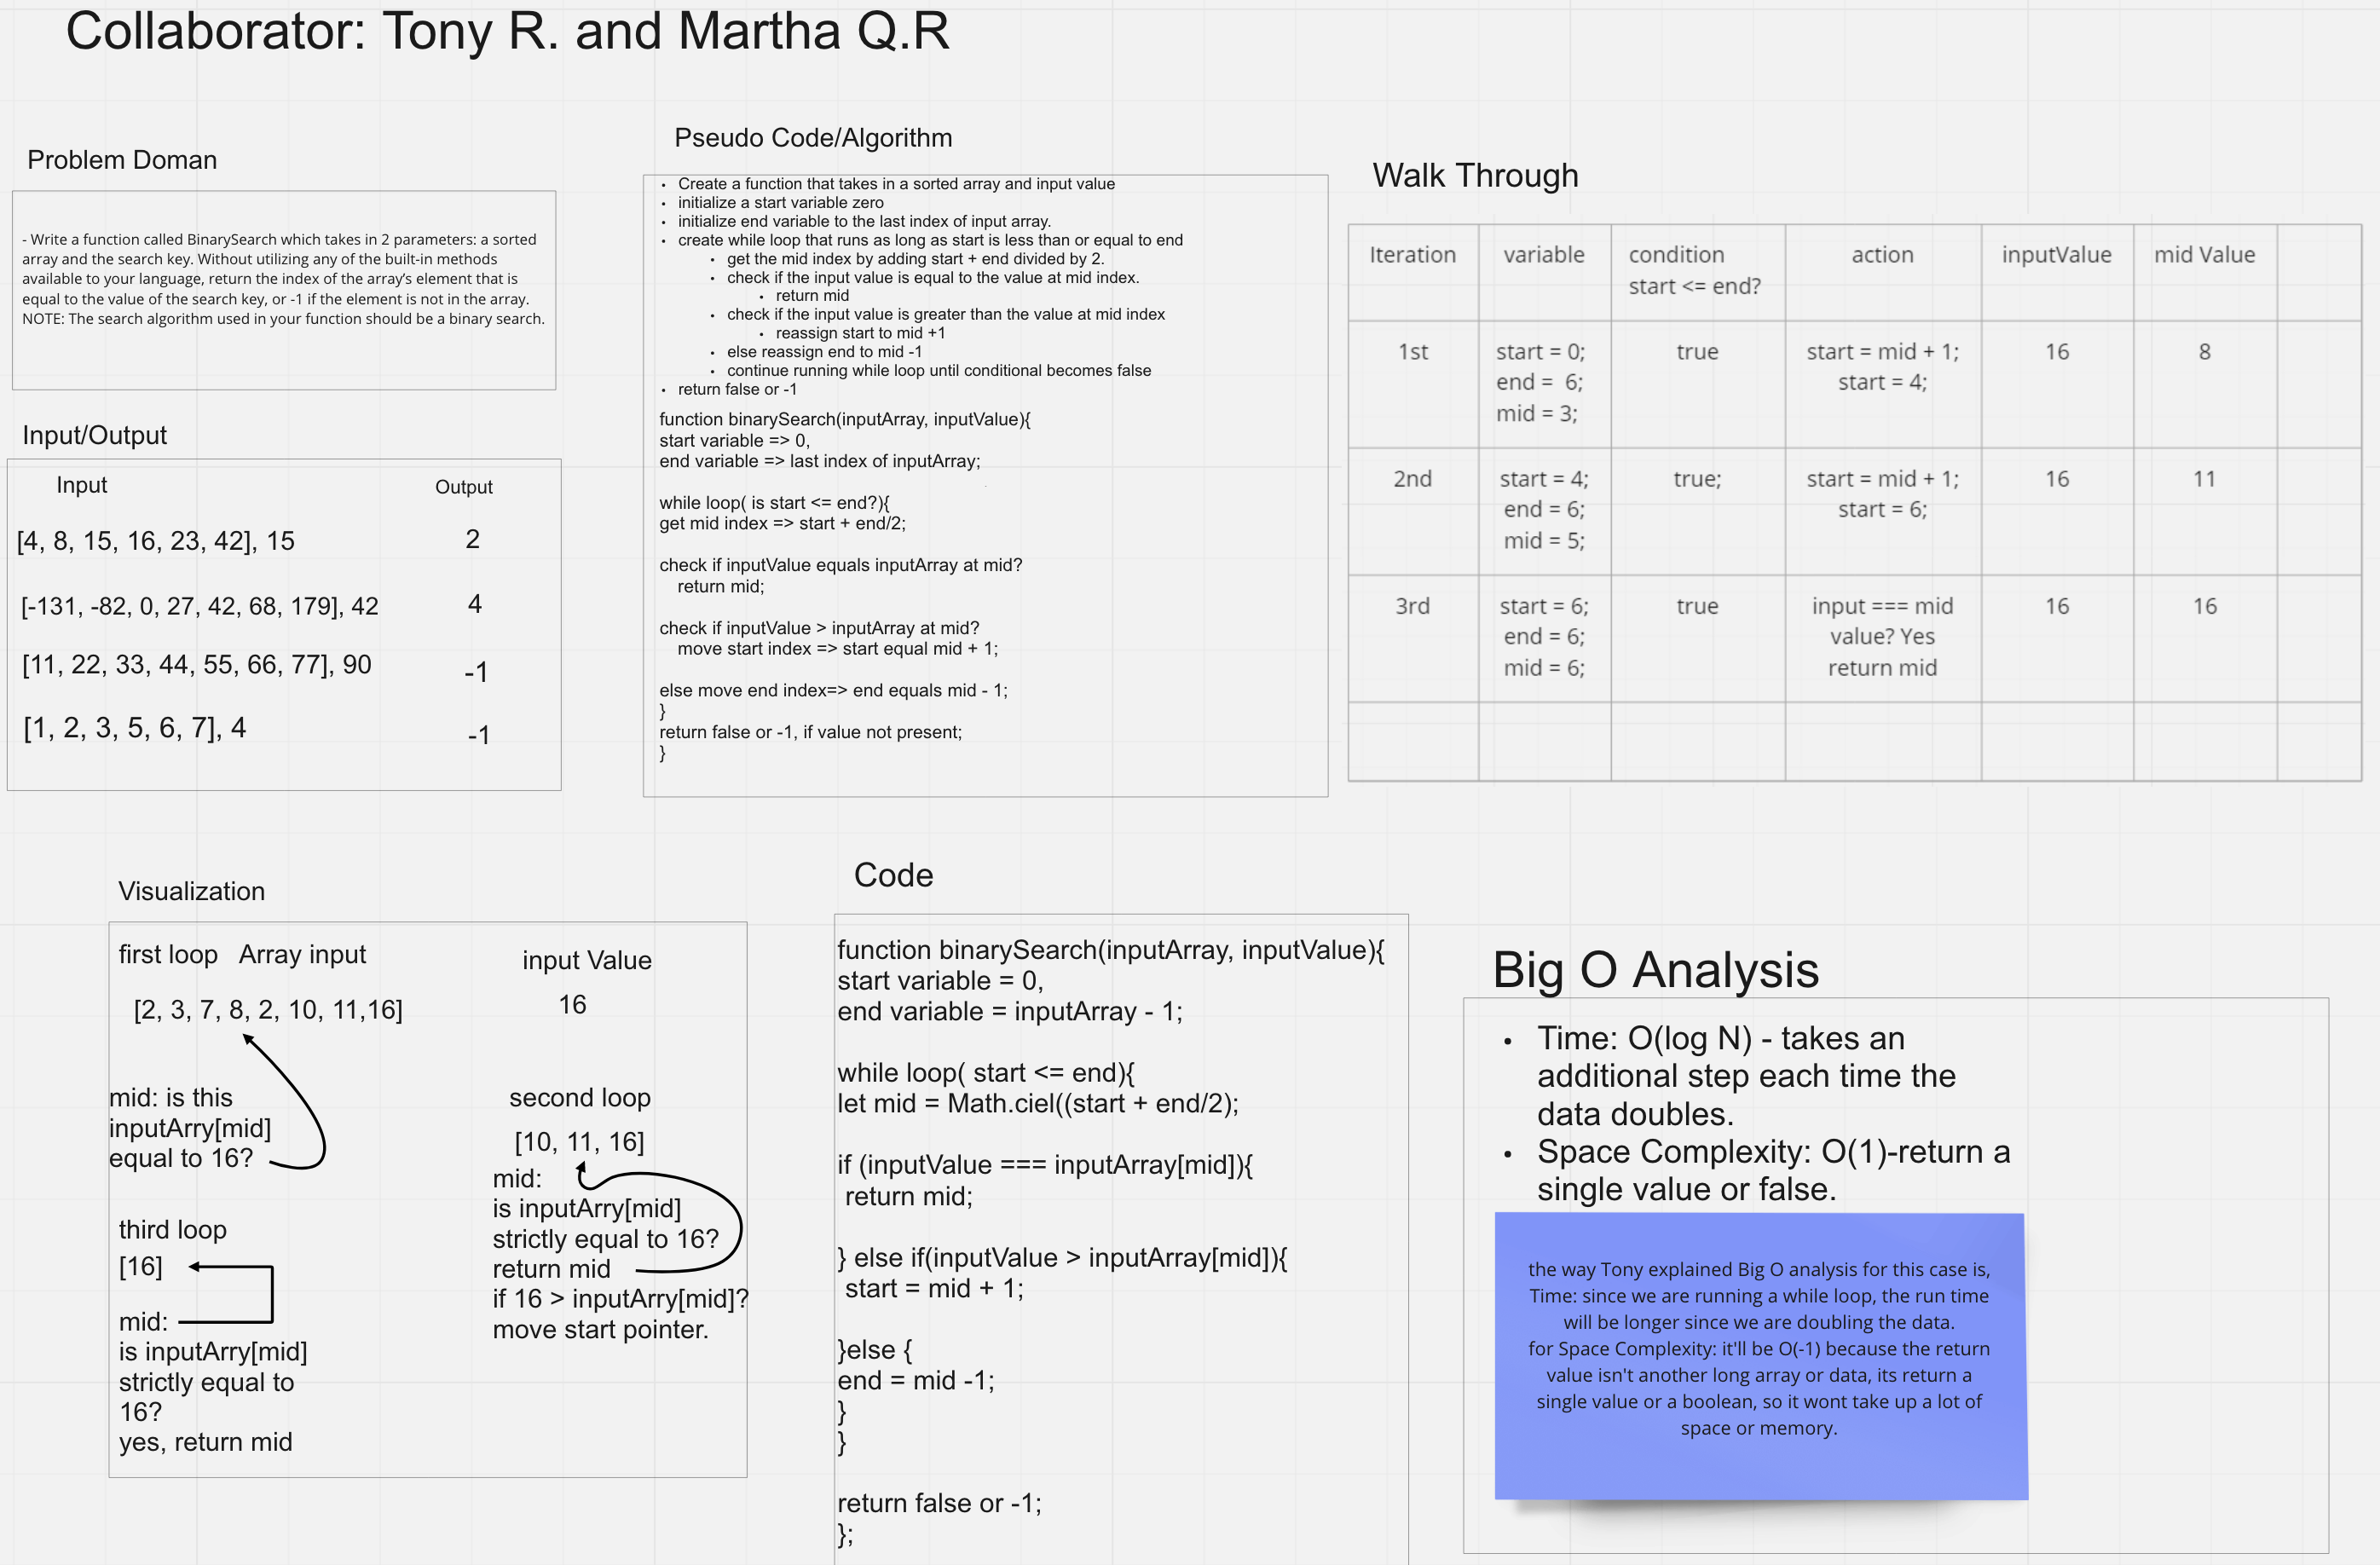 Collaborator: Tony R. and Martha Q.R
Problem Doman
- Write a function called BinarySearch which takes in 2 parameters: a sorted
array and the search key. Without utilizing any of the built-in methods
available to your language, return the index of the array’s element that is
equal to the value of the search key, or -1 if the element is not in the array.
NOTE: The search algorithm used in your function should be a binary search.
Input/Output
Input Output
[4, 8, 15, 16, 23, 42], 15 2
[-131, -82, 0, 27, 42, 68, 179], 42 4
[11, 22, 33, 44, 55, 66, 77], 90 -1
[1, 2, 3, 5, 6, 7], 4 -1
Pseudo Code/Algorithm
• Create a function that takes in a sorted array and input value
• initialize a start variable zero
• initialize end variable to the last index of input array.
• create while loop that runs as long as start is less than or equal to end
• get the mid index by adding start + end divided by 2.
• check if the input value is equal to the value at mid index.
• return mid
• check if the input value is greater than the value at mid index
• reassign start to mid +1
• else reassign end to mid -1
• continue running while loop until conditional becomes false
• return false or -1
function binarySearch(inputArray, inputValue){
start variable => 0,
end variable => last index of inputArray;
while loop( is start <= end?){
get mid index => start + end/2;
check if inputValue equals inputArray at mid?
return mid;
check if inputValue > inputArray at mid?
move start index => start equal mid + 1;
else move end index=> end equals mid - 1;
}
return false or -1, if value not present;
}
Walk Through
Iteration variable condition action inputValue mid Value
start <= end?
1st start = 0; true start = mid + 1; 16 8
end = 6; start = 4;
mid = 3;
2nd start = 4; true; start = mid + 1; 16 11
end = 6; start = 6;
mid = 5;
3rd start = 6; true input === mid 16 16
end = 6; value? Yes
mid = 6; return mid
Visualization
first loop Array input input Value
[2, 3, 7, 8, 2, 10, 11,16] 16
mid: is this
inputArry[mid]
equal to 16?
second loop
[10, 11, 16]
mid:
is inputArry[mid]
strictly equal to 16?
return mid
if 16 > inputArry[mid]?
move start pointer.
third loop
[16]
mid:
is inputArry[mid]
strictly equal to
16?
yes, return mid
Code
function binarySearch(inputArray, inputValue){
start variable = 0,
end variable = inputArray - 1;
while loop( start <= end){
let mid = Math.ciel((start + end/2);
if (inputValue === inputArray[mid]){
return mid;
} else if(inputValue > inputArray[mid]){
start = mid + 1;
}else {
end = mid -1;
}
}
return false or -1;
};
Big O Analysis
• Time: O(log N) - takes an
additional step each time the
data doubles.
• Space Complexity: O(1)-return a
single value or false.
the way Tony explained Big O analysis for this case is,
Time: since we are running a while loop, the run time
will be longer since we are doubling the data.
for Space Complexity: it'll be O(-1) because the return
value isn't another long array or data, its return a
single value or a boolean, so it wont take up a lot of
space or memory.